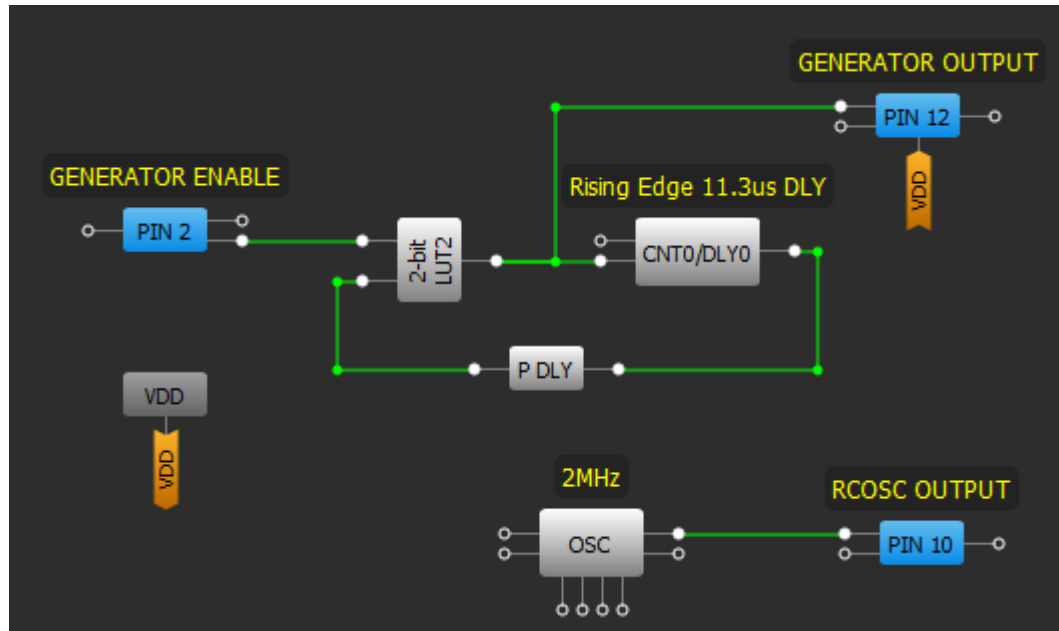 GENERATOR OUTPUT
PIN 12
VDD
GENERATOR ENABLE
PIN 2
Rising Edge 11.3us DLY
2-bit
LUT2
CNT0/DLY0
P DLY
VDD
VDD
2MHz
OSC
RCOSC OUTPUT
PIN 10